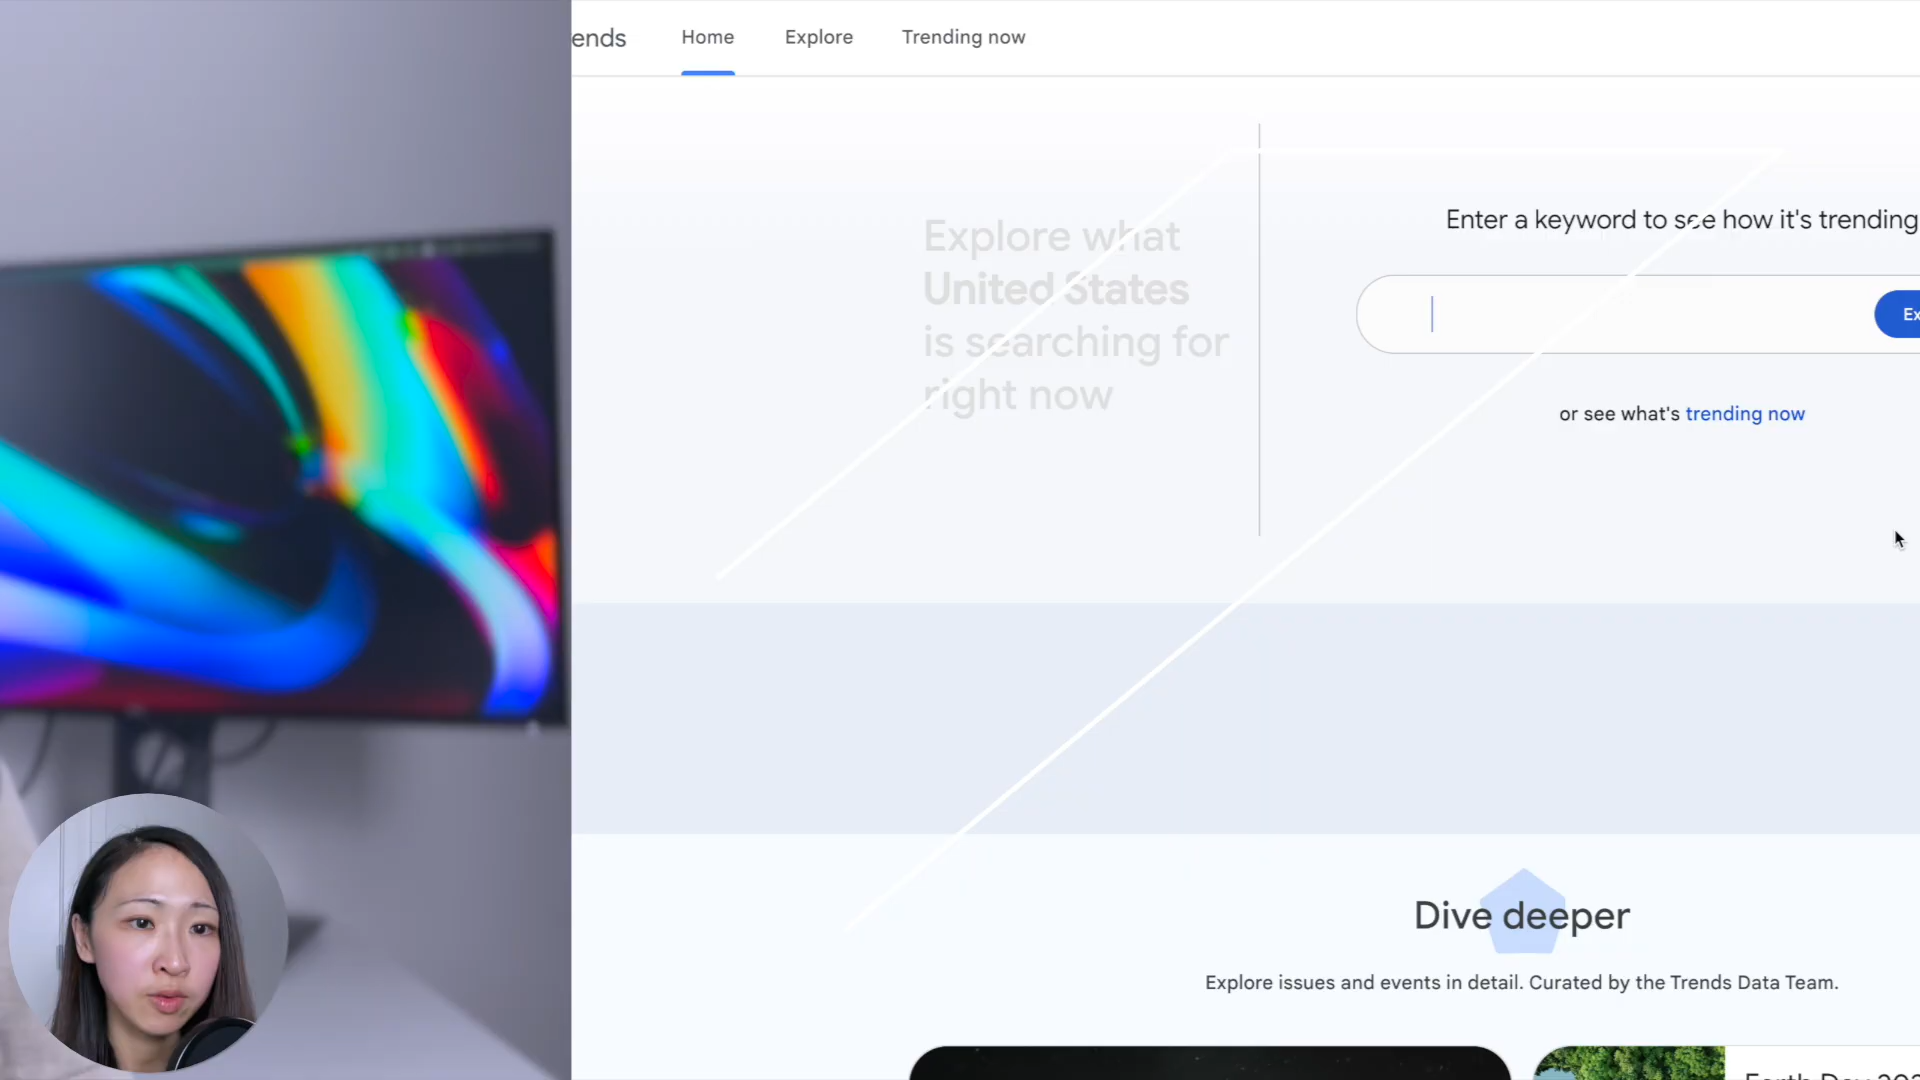 ends
Home
Explore
Trending now
Explore what
United States
is searching for
right now
Enter a keyword to see how it's trending
Ex
or see what's trending now
Dive deeper
Explore issues and events in detail. Curated by the Trends Data Team.
Earth Day